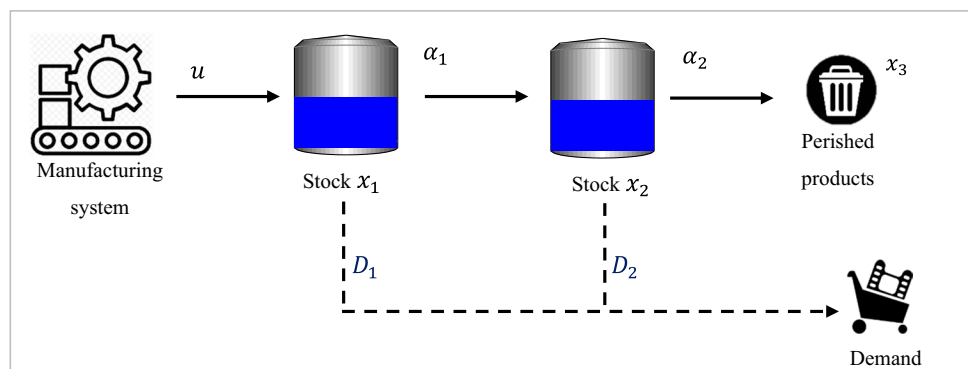 u
α₁
α₂
x₃
Manufacturing
system
Stock x₁
Stock x₂
Perished
products
D₁
D₂
Demand